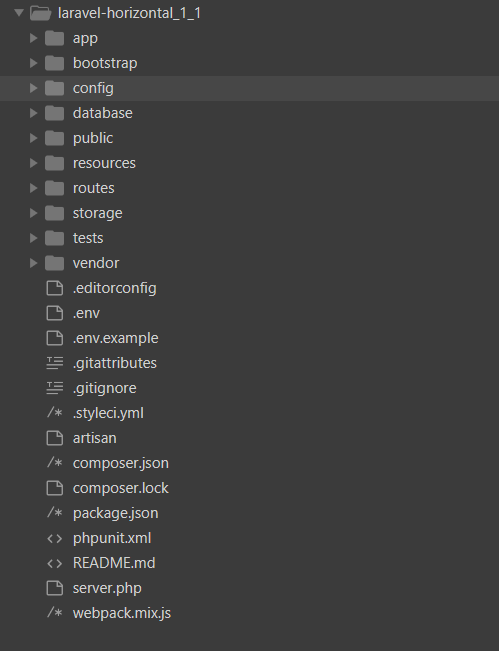 laravel-horizontal_1_1
app
bootstrap
config
database
public
resources
routes
storage
tests
vendor
.editorconfig
.env
.env.example
.gitattributes
.gitignore
/* .styleci.yml
artisan
/* composer.json
composer.lock
/* package.json
<> phpunit.xml
<> README.md
server.php
/* webpack.mix.js